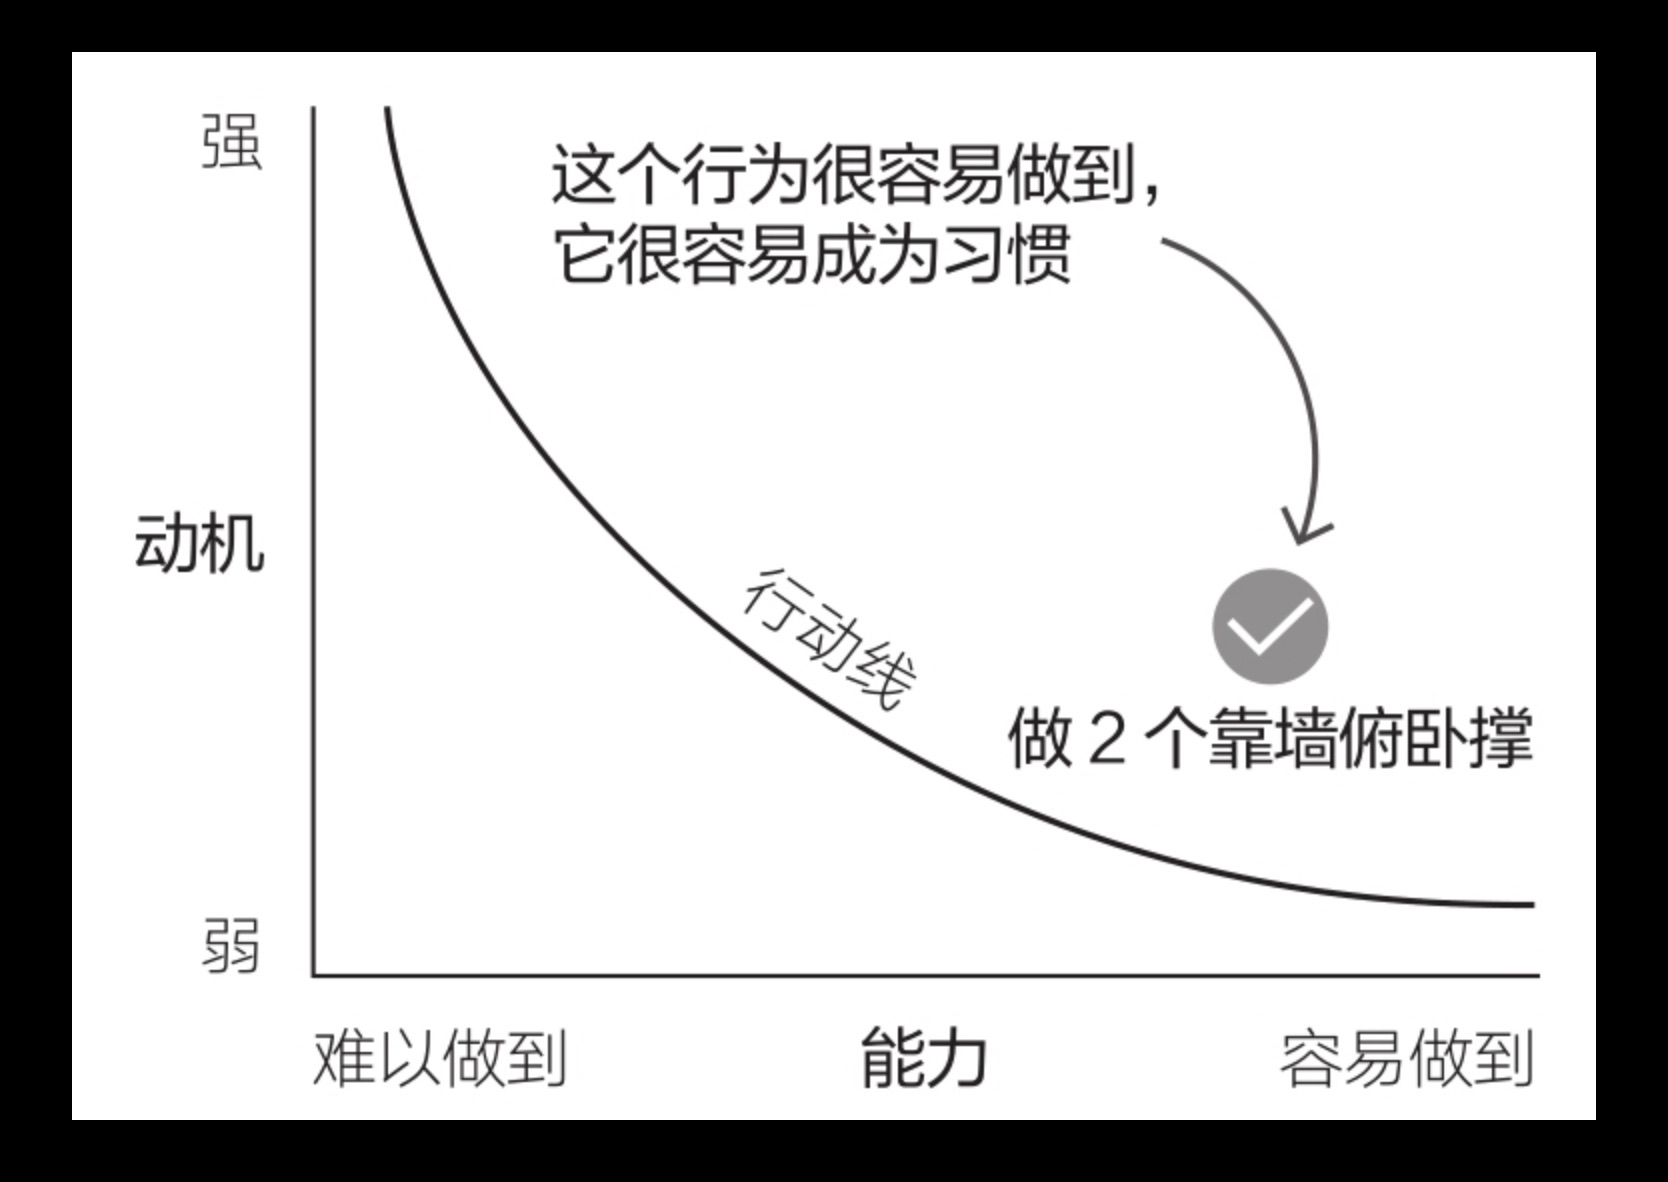 强
这个行为很容易做到，
它很容易成为习惯
动机
行动线
做 2 个靠墙俯卧撑
弱
难以做到
能力
容易做到